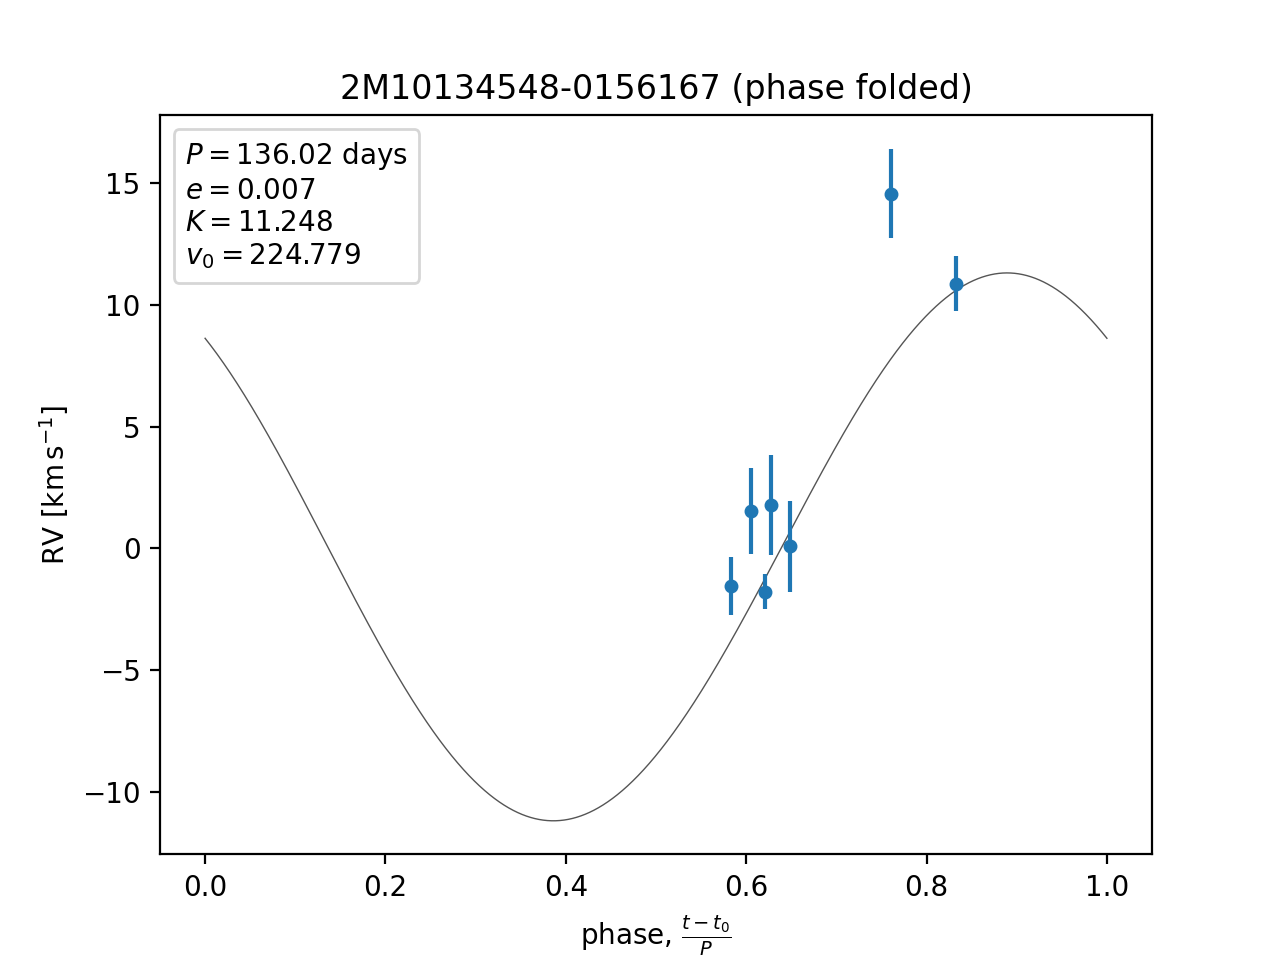 2M10134548-0156167 (phase folded)
P = 136.02 days
e = 0.007
K = 11.248
v₀ = 224.779
15
10
5
0
−5
−10
RV [km s⁻¹]
0.0 0.2 0.4 0.6 0.8 1.0
phase, (t − t₀)/P